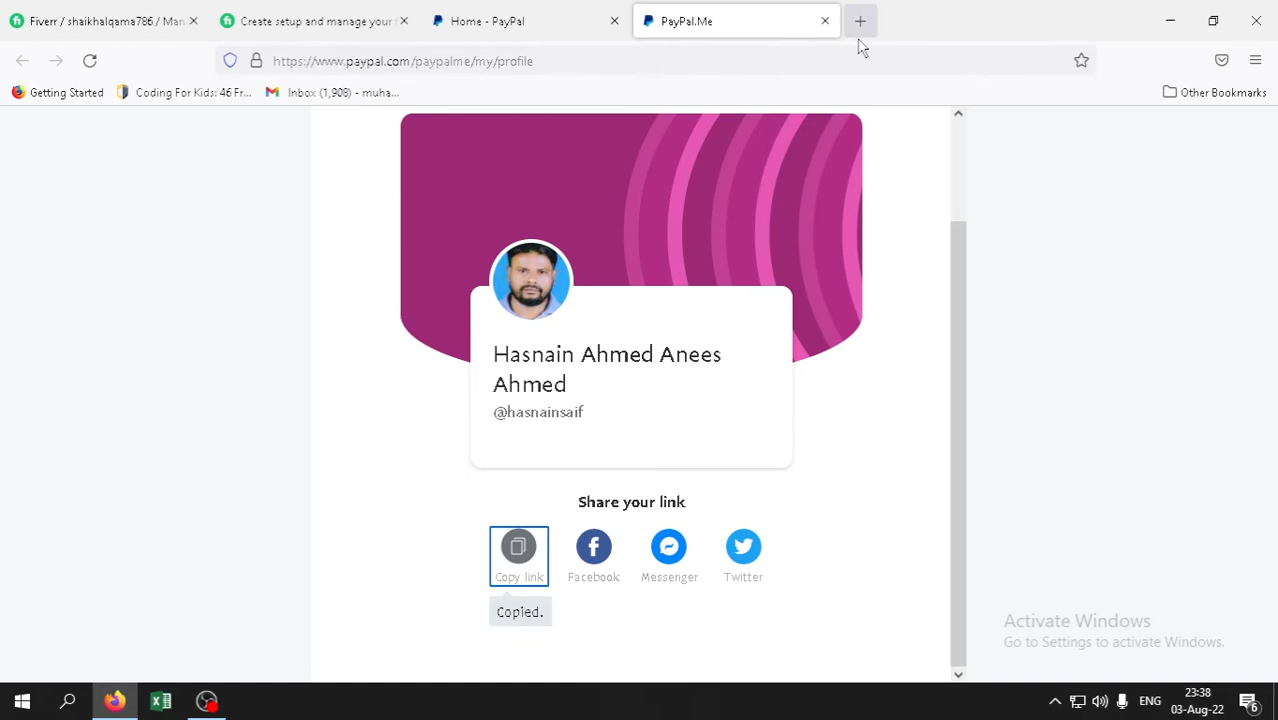 Fiverr / shaikhalqama786 / Man
Create setup and manage your f
Home - PayPal
PayPal.Me
https://www.paypal.com/paypalme/my/profile
Getting Started
Coding For Kids: 46 Fr...
Inbox (1,908) - muha...
Other Bookmarks
Hasnain Ahmed Anees
Ahmed
@hasnainsaif
Share your link
Copy link
Facebook
Messenger
Twitter
Copied.
Activate Windows
Go to Settings to activate Windows.
ENG
23:38
03-Aug-22
6